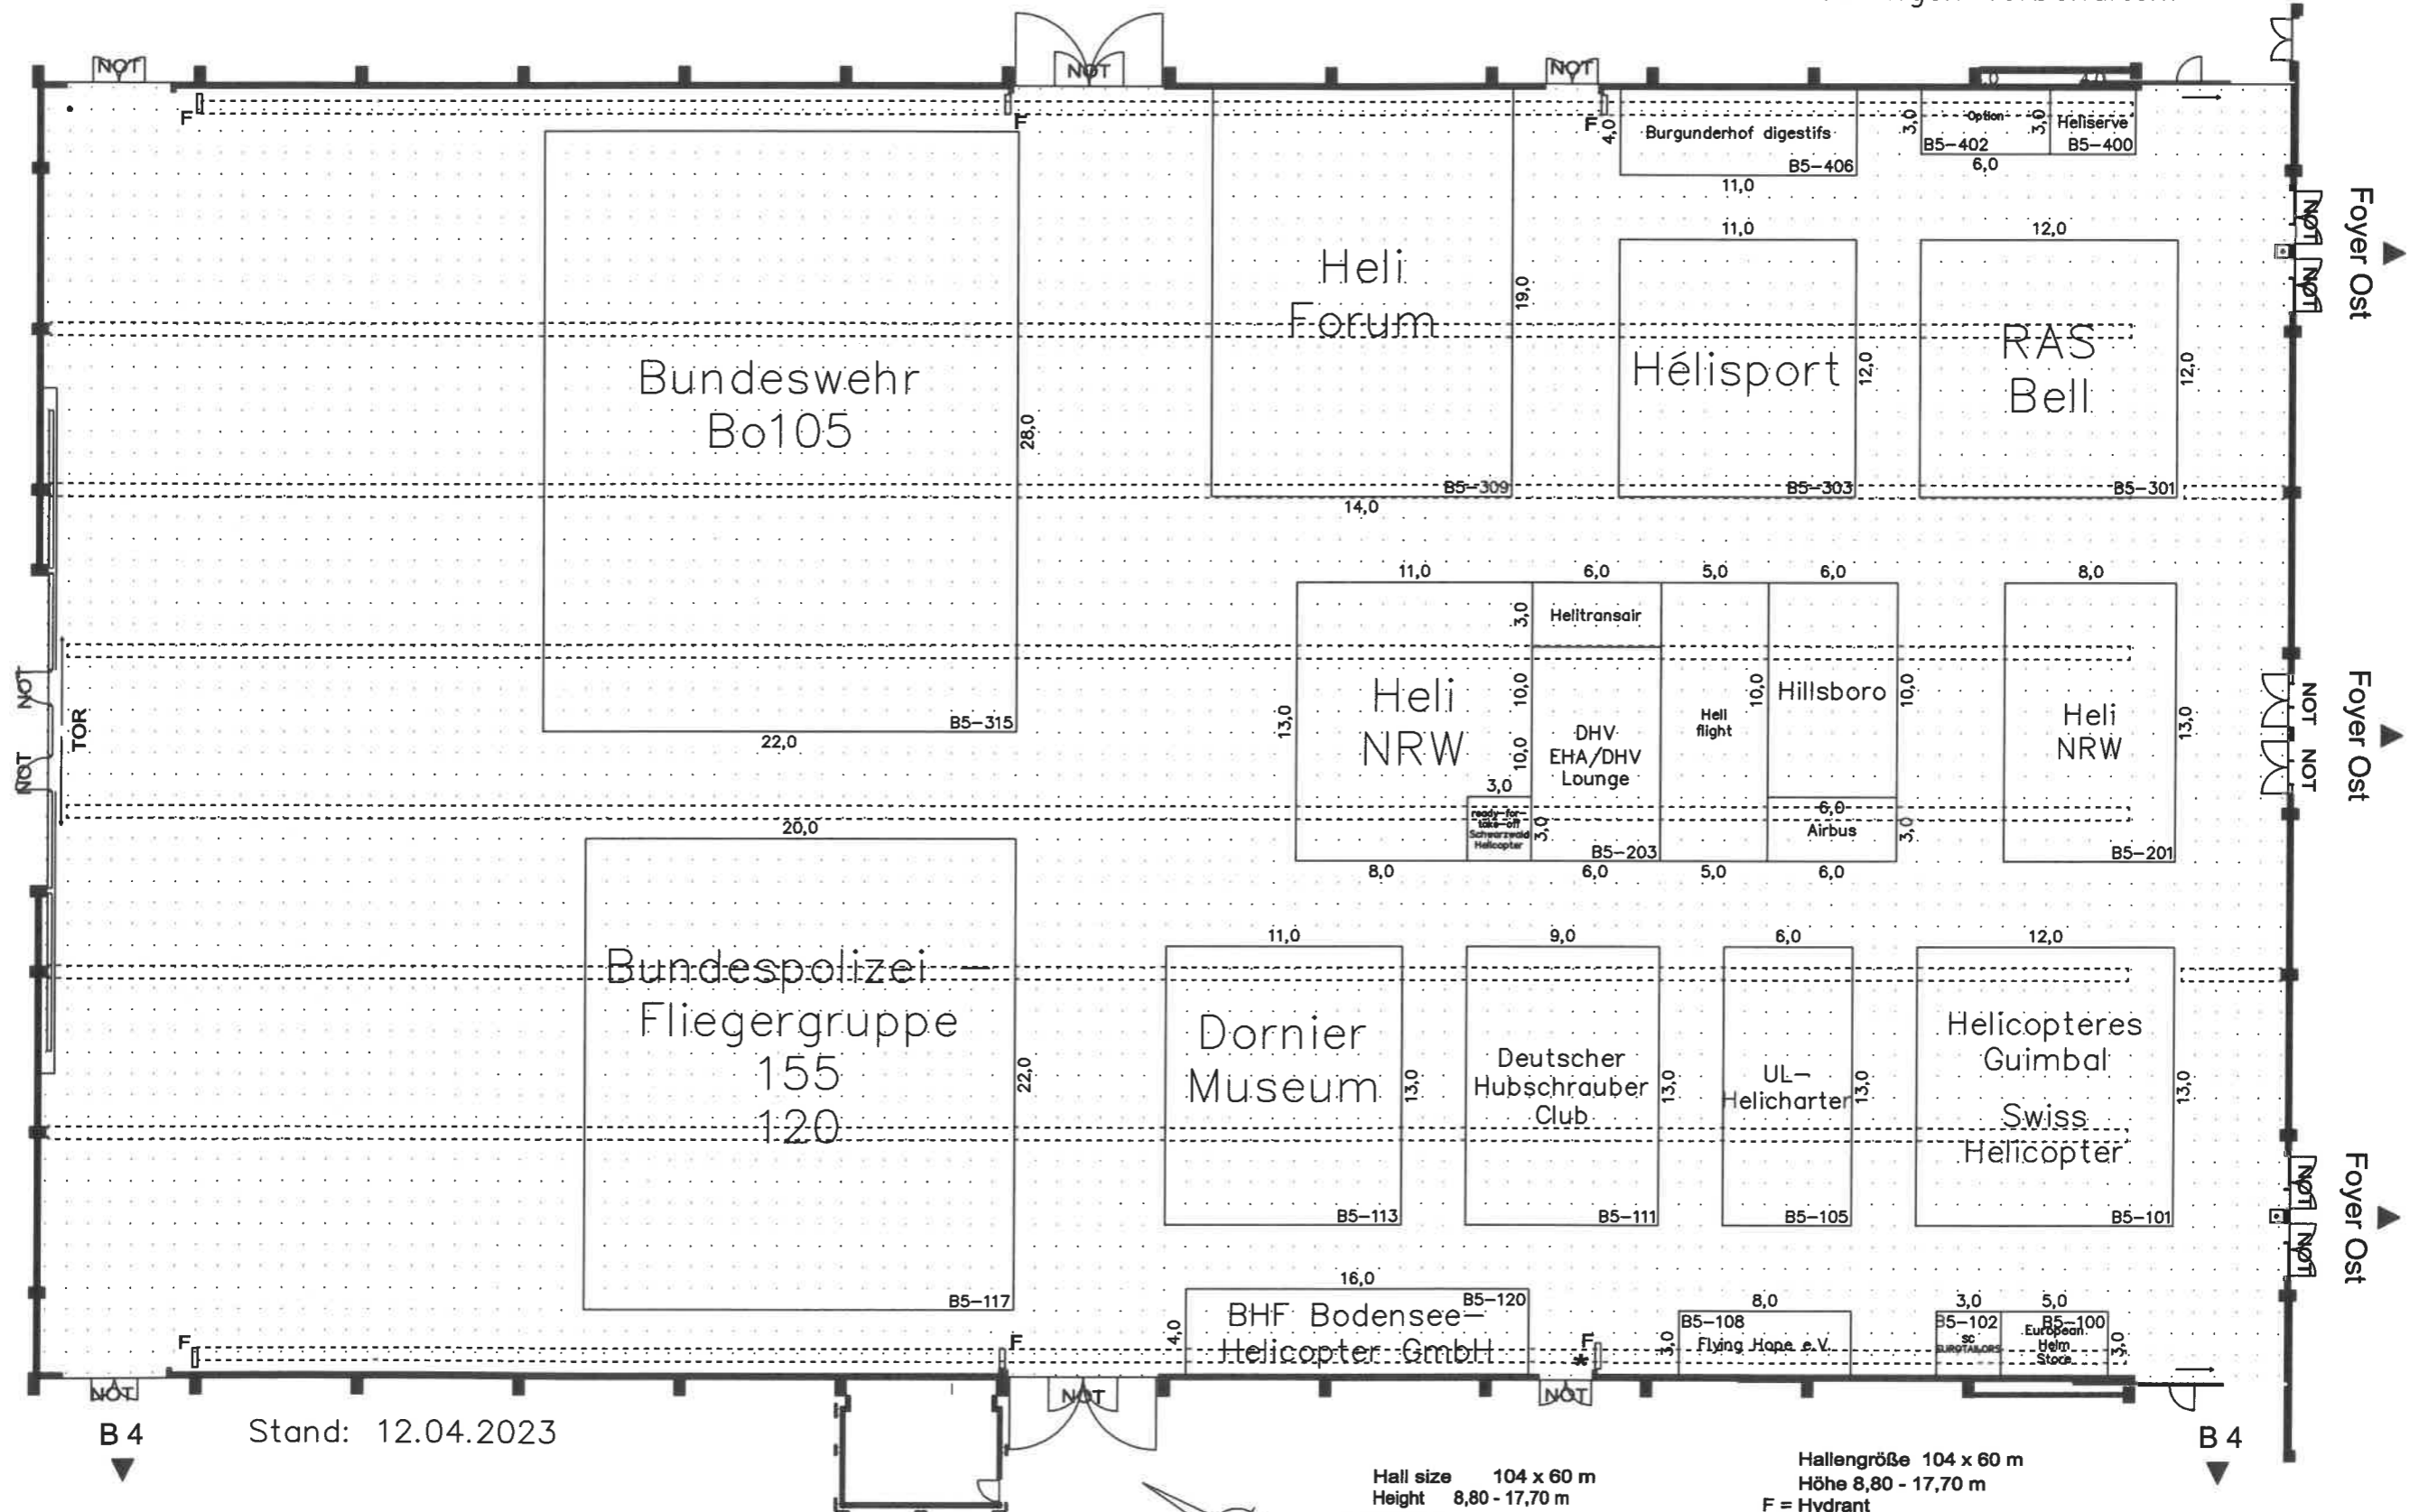 NOT
NOT
NOT
F
F
F
4,0
Burgunderhof digestifs
B5-406
11,0
3,0
Option
B5-402
6,0
3,0
Heliserve
B5-400
Bundeswehr
Bo105
28,0
B5-315
22,0
Heli
Forum
19,0
B5-309
14,0
11,0
Hélisport
12,0
B5-303
12,0
RAS
Bell
12,0
B5-301
NOT
NOT
Foyer Ost
11,0
13,0
Heli
NRW
8,0
3,0
10,0
10,0
3,0
ready-for-
take-off
Schwarzwald
Helicopter
3,0
6,0
Helitransair
DHV
EHA/DHV
Lounge
B5-203
6,0
5,0
Heli
flight
10,0
5,0
6,0
Hillsboro
10,0
6,0
Airbus
3,0
6,0
8,0
Heli
NRW
13,0
B5-201
NOT
NOT
Foyer Ost
NOT
NOT
TOR
20,0
Bundespolizei –
Fliegergruppe
155
120
22,0
B5-117
11,0
Dornier
Museum
13,0
B5-113
9,0
Deutscher
Hubschrauber
Club
13,0
B5-111
6,0
UL-
Helicharter
13,0
B5-105
12,0
Helicopteres
Guimbal
Swiss
Helicopter
13,0
B5-101
NOT
NOT
Foyer Ost
16,0
B5-120
4,0
BHF Bodensee-
Helicopter GmbH
8,0
B5-108
3,0
Flying Hope e.V.
3,0
B5-102
SC
EUROTAILORS
5,0
B5-100
European
Helm
Store
3,0
F
F
F
*
NOT
NOT
NOT
B 4
Stand: 12.04.2023
B 4
Hall size 104 x 60 m
Height 8,80 - 17,70 m
Hallengröße 104 x 60 m
Höhe 8,80 - 17,70 m
F = Hydrant